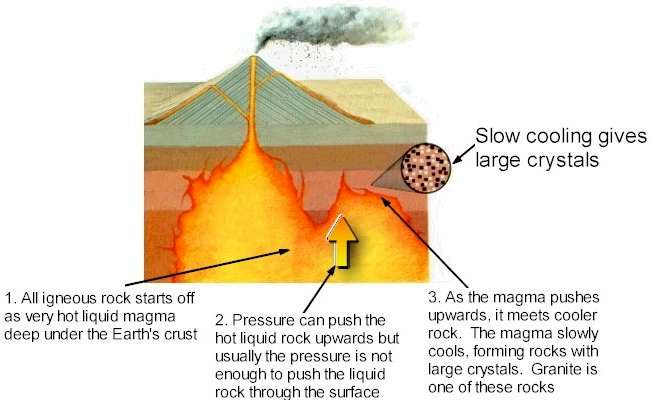 Slow cooling gives
large crystals
1. All igneous rock starts off
as very hot liquid magma
deep under the Earth's crust
2. Pressure can push the
hot liquid rock upwards but
usually the pressure is not
enough to push the liquid
rock through the surface
3. As the magma pushes
upwards, it meets cooler
rock. The magma slowly
cools, forming rocks with
large crystals. Granite is
one of these rocks